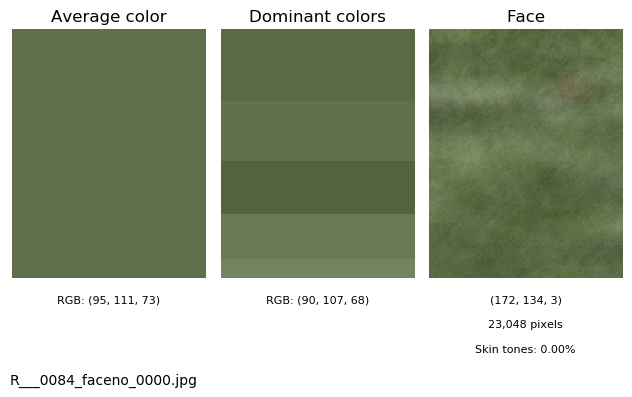 Average color
Dominant colors
Face
RGB: (95, 111, 73)
RGB: (90, 107, 68)
(172, 134, 3)
23,048 pixels
Skin tones: 0.00%
R___0084_faceno_0000.jpg